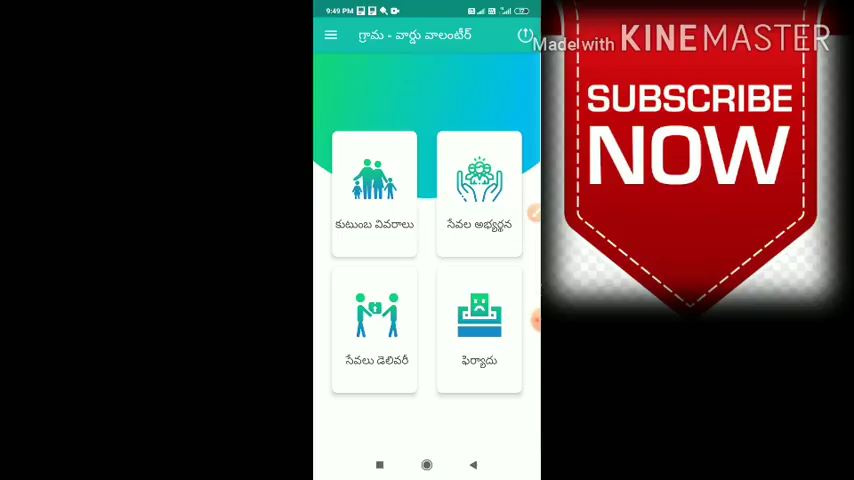 9:49 PM
గ్రామ - వార్డు వాలంటీర్
Made with KINEMASTER
SUBSCRIBE
NOW
కుటుంబ వివరాలు
సేవల అభ్యర్థన
సేవలు డెలివరీ
ఫిర్యాదు